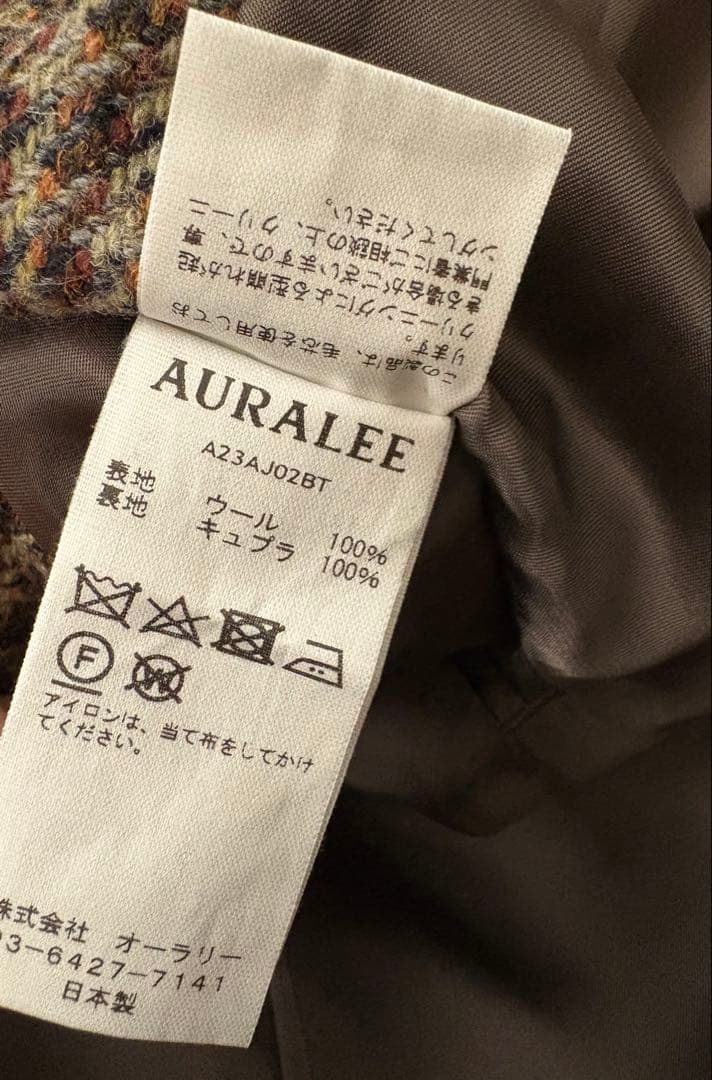 この製品は、毛芯を使用してお
ります。
クリーニングによる型崩れが起
きる場合がございますので、専
門業者にご相談の上、クリーニ
ングしてください。
AURALEE
A23AJ02BT
表地 ウール 100%
裏地 キュプラ 100%
F
W
アイロンは、当て布をしてかけ
てください。
株式会社 オーラリー
03-6427-7141
日本製